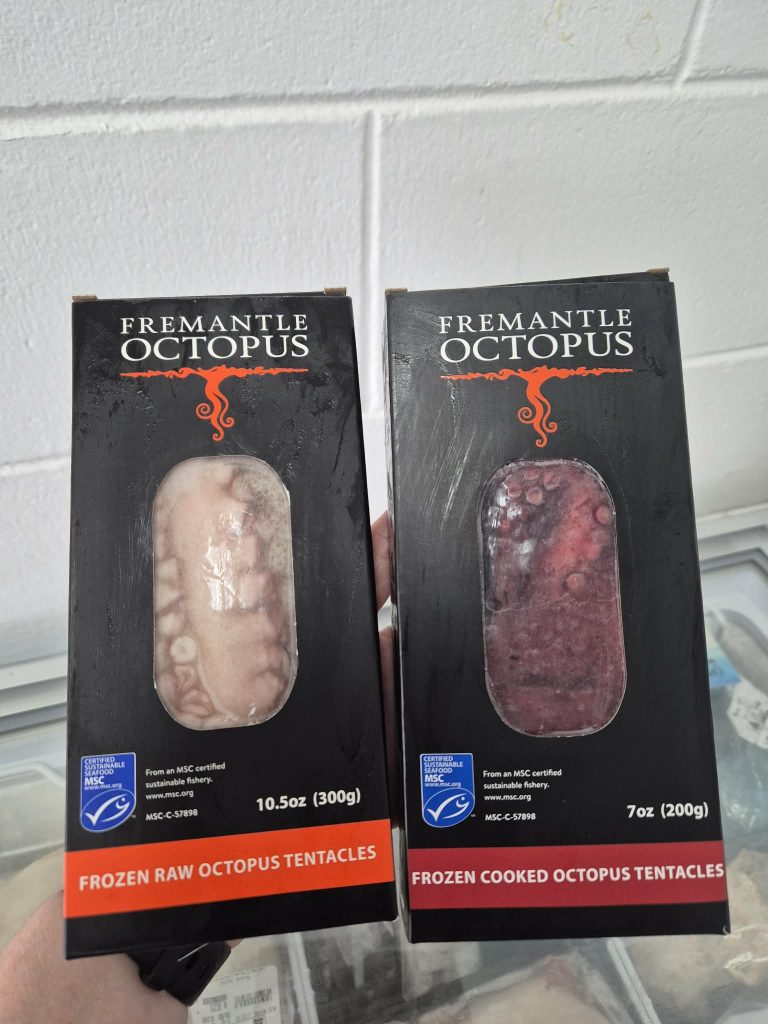 FREMANTLE
OCTOPUS
CERTIFIED
SUSTAINABLE
SEAFOOD
MSC
www.msc.org
From an MSC certified
sustainable fishery.
www.msc.org
MSC-C-57898
10.5oz (300g)
FROZEN RAW OCTOPUS TENTACLES
FREMANTLE
OCTOPUS
CERTIFIED
SUSTAINABLE
SEAFOOD
MSC
www.msc.org
From an MSC certified
sustainable fishery.
www.msc.org
MSC-C-57898
7oz (200g)
FROZEN COOKED OCTOPUS TENTACLES